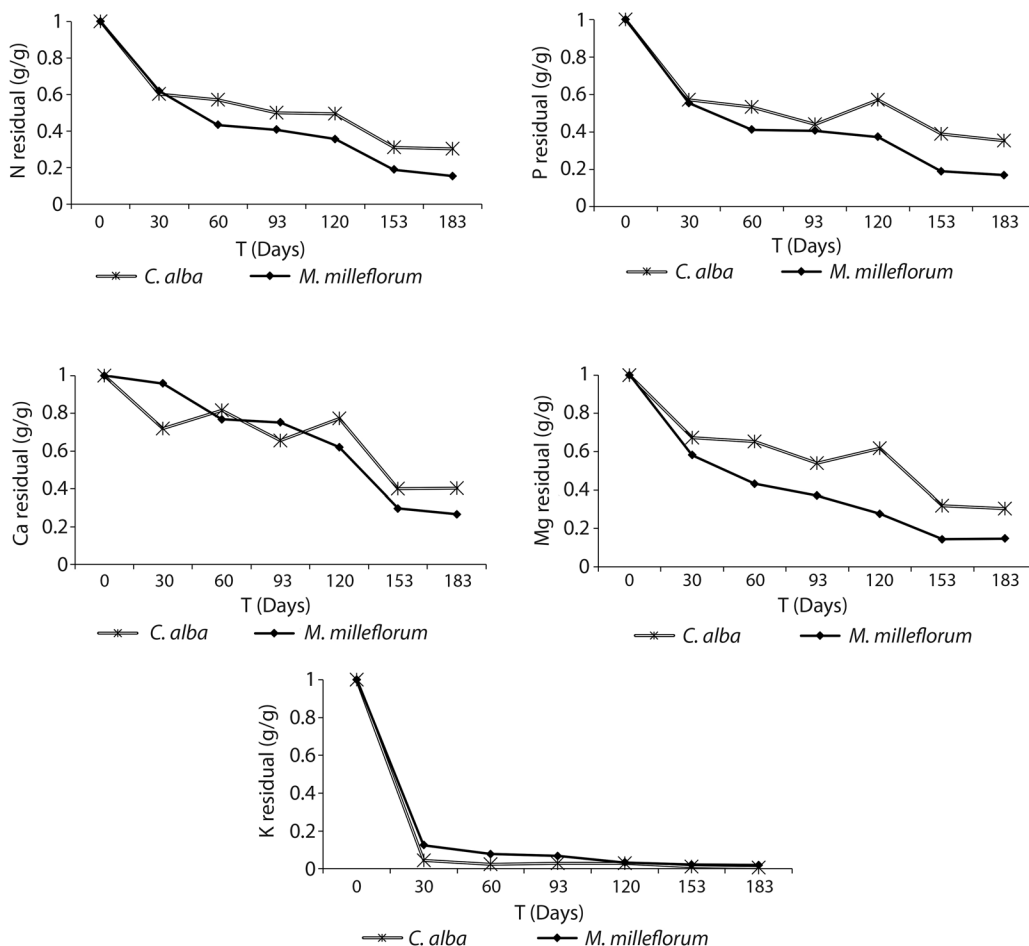 N residual (g/g)
1
0.8
0.6
0.4
0.2
0
0 30 60 93 120 153 183
T (Days)
C. alba M. milleflorum
P residual (g/g)
1
0.8
0.6
0.4
0.2
0
0 30 60 93 120 153 183
T (Days)
C. alba M. milleflorum
Ca residual (g/g)
1
0.8
0.6
0.4
0.2
0
0 30 60 93 120 153 183
T (Days)
C. alba M. milleflorum
Mg residual (g/g)
1
0.8
0.6
0.4
0.2
0
0 30 60 93 120 153 183
T (Days)
C. alba M. milleflorum
K residual (g/g)
1
0.8
0.6
0.4
0.2
0
0 30 60 93 120 153 183
T (Days)
C. alba M. milleflorum